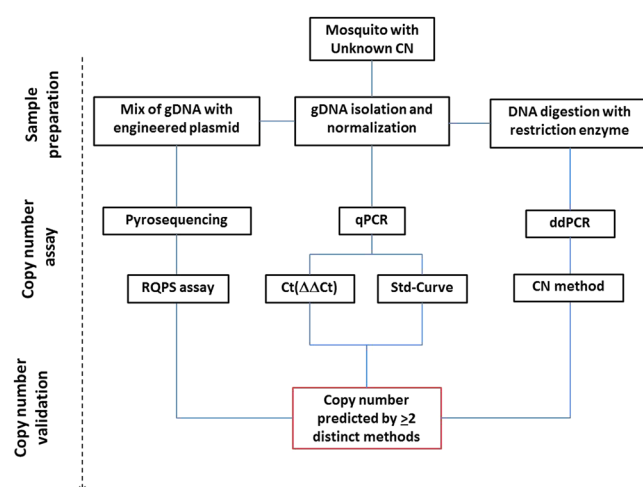 Mosquito with
Unknown CN
Sample
preparation
Mix of gDNA with
engineered plasmid
gDNA isolation and
normalization
DNA digestion with
restriction enzyme
Copy number
assay
Pyrosequencing
qPCR
ddPCR
RQPS assay
Ct(ΔΔCt)
Std-Curve
CN method
Copy number
validation
Copy number
predicted by ≥2
distinct methods